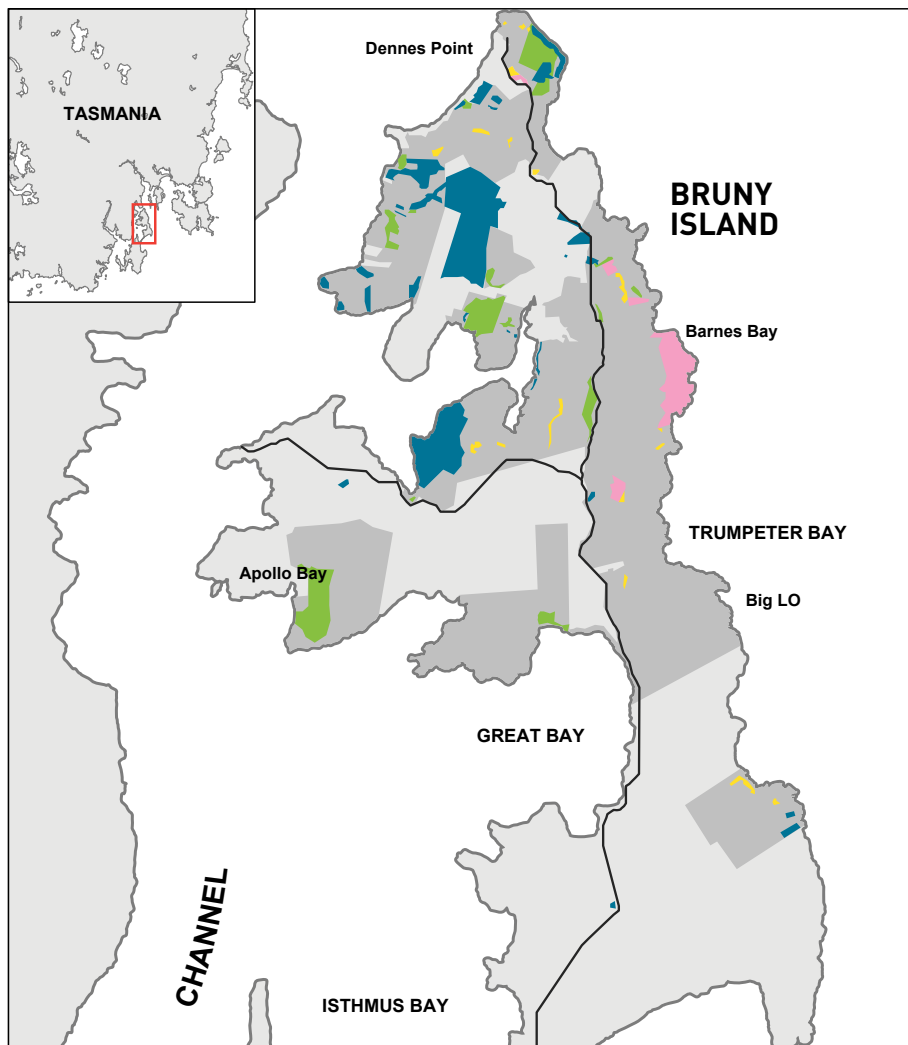 Dennes Point
TASMANIA
BRUNY
ISLAND
Barnes Bay
TRUMPETER BAY
Apollo Bay
Big LO
GREAT BAY
CHANNEL
ISTHMUS BAY